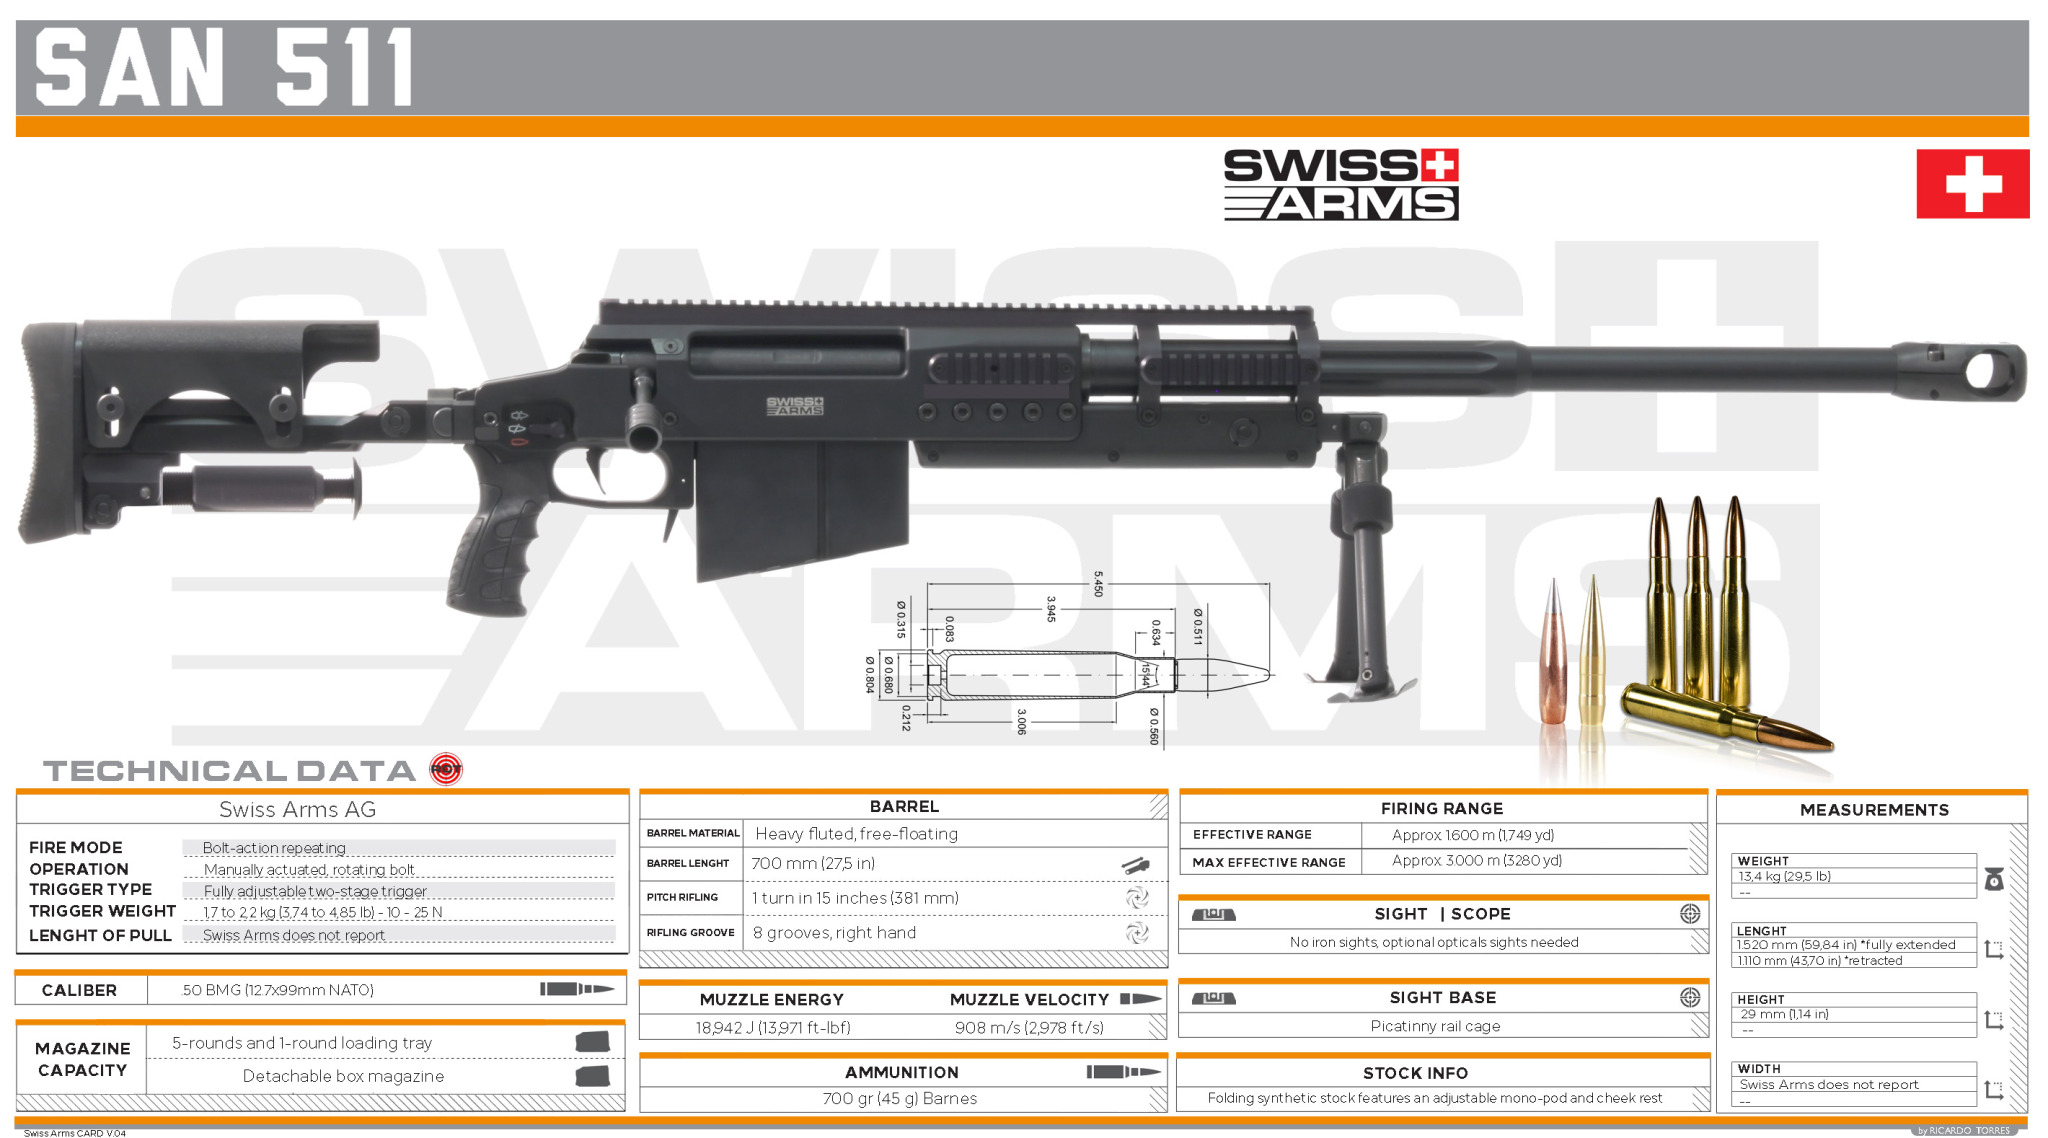 SAN 511
SWISS
ARMS
SWISS
ARMS
SWISS
ARMS
5.450
3.945
0.634
Ø 0.511
Ø 0.315
0.083
Ø 0.680
Ø 0.804
0.212
3.006
15°44'
Ø 0.560
TECHNICAL DATA
Swiss Arms AG
FIRE MODE Bolt-action repeating
OPERATION Manually actuated, rotating bolt
TRIGGER TYPE Fully adjustable two-stage trigger
TRIGGER WEIGHT 1,7 to 2,2 kg (3,74 to 4,85 lb) - 10 - 25 N
LENGHT OF PULL Swiss Arms does not report
CALIBER .50 BMG (12.7x99mm NATO)
MAGAZINE CAPACITY
5-rounds and 1-round loading tray
Detachable box magazine
BARREL
BARREL MATERIAL Heavy fluted, free-floating
BARREL LENGHT 700 mm (27,5 in)
PITCH RIFLING 1 turn in 15 inches (381 mm)
RIFLING GROOVE 8 grooves, right hand
MUZZLE ENERGY MUZZLE VELOCITY
18,942 J (13,971 ft-lbf) 908 m/s (2,978 ft/s)
AMMUNITION
700 gr (45 g) Barnes
FIRING RANGE
EFFECTIVE RANGE Approx 1.600 m (1,749 yd)
MAX EFFECTIVE RANGE Approx 3.000 m (3280 yd)
SIGHT | SCOPE
No iron sights, optional opticals sights needed
SIGHT BASE
Picatinny rail cage
STOCK INFO
Folding synthetic stock features an adjustable mono-pod and cheek rest
MEASUREMENTS
WEIGHT
13,4 kg (29,5 lb)
--
LENGHT
1.520 mm (59,84 in) *fully extended
1.110 mm (43,70 in) *retracted
HEIGHT
29 mm (1,14 in)
--
WIDTH
Swiss Arms does not report
--
Swiss Arms CARD V.04
by RICARDO TORRES